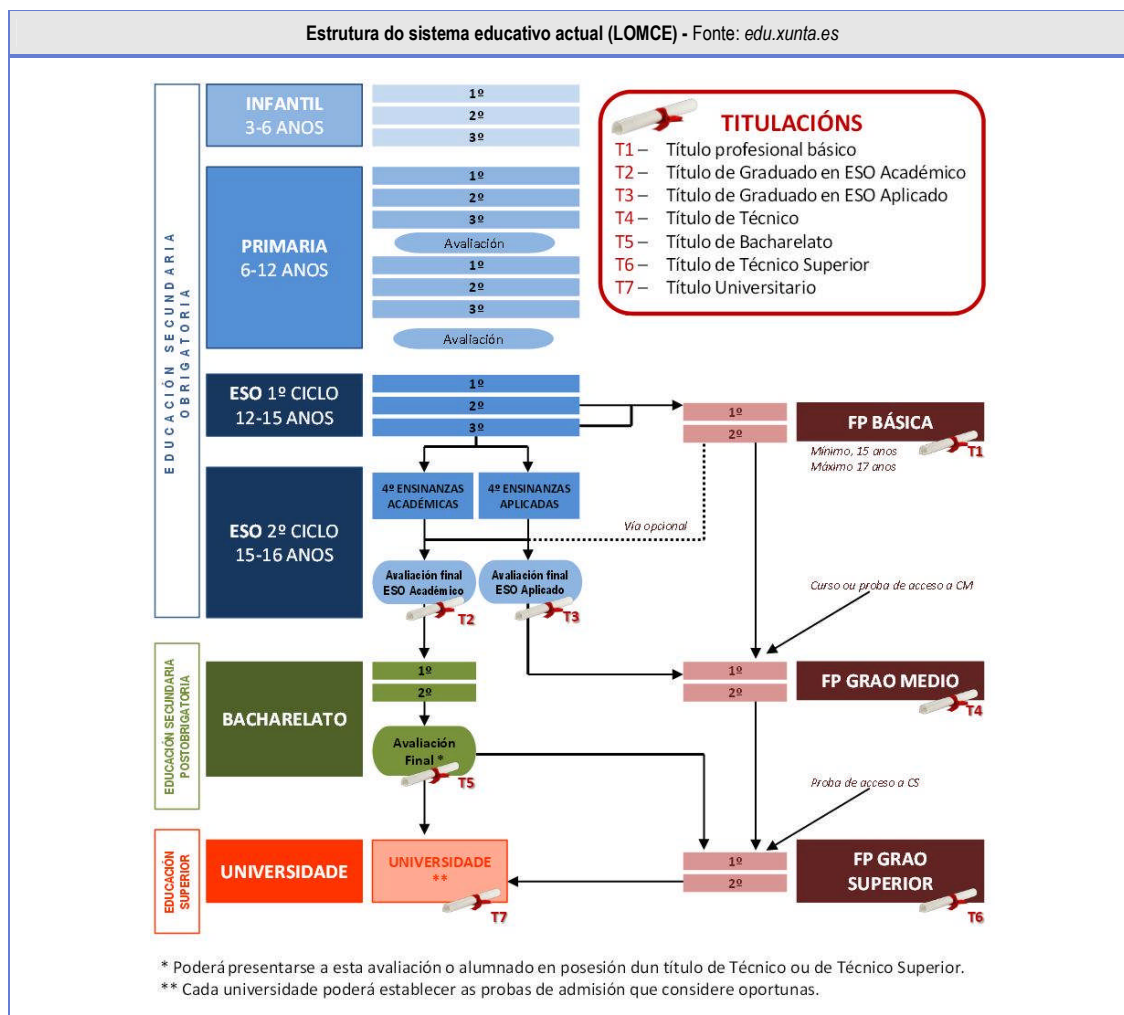 Estrutura do sistema educativo actual (LOMCE) - Fonte: edu.xunta.es
EDUCACIÓN SECUNDARIA
OBRIGATORIA
INFANTIL
3-6 ANOS
1º
2º
3º
TITULACIÓNS
T1 – Título profesional básico
T2 – Título de Graduado en ESO Académico
T3 – Título de Graduado en ESO Aplicado
T4 – Título de Técnico
T5 – Título de Bacharelato
T6 – Título de Técnico Superior
T7 – Título Universitario
PRIMARIA
6-12 ANOS
1º
2º
3º
Avaliación
1º
2º
3º
Avaliación
ESO 1º CICLO
12-15 ANOS
1º
2º
3º
1º
2º
FP BÁSICA
T1
Mínimo, 15 anos
Máximo 17 anos
ESO 2º CICLO
15-16 ANOS
4º ENSINANZAS
ACADÉMICAS
4º ENSINANZAS
APLICADAS
Vía opcional
Avaliación final
ESO Académico
T2
Avaliación final
ESO Aplicado
T3
Curso ou proba de acceso a CM
EDUCACIÓN SECUNDARIA
POSTOBRIGATORIA
BACHARELATO
1º
2º
Avaliación
Final *
T5
1º
2º
FP GRAO MEDIO
T4
Proba de acceso a CS
EDUCACIÓN
SUPERIOR
UNIVERSIDADE
UNIVERSIDADE
**
T7
1º
2º
FP GRAO
SUPERIOR
T6
* Poderá presentarse a esta avaliación o alumnado en posesión dun título de Técnico ou de Técnico Superior.
** Cada universidade poderá establecer as probas de admisión que considere oportunas.